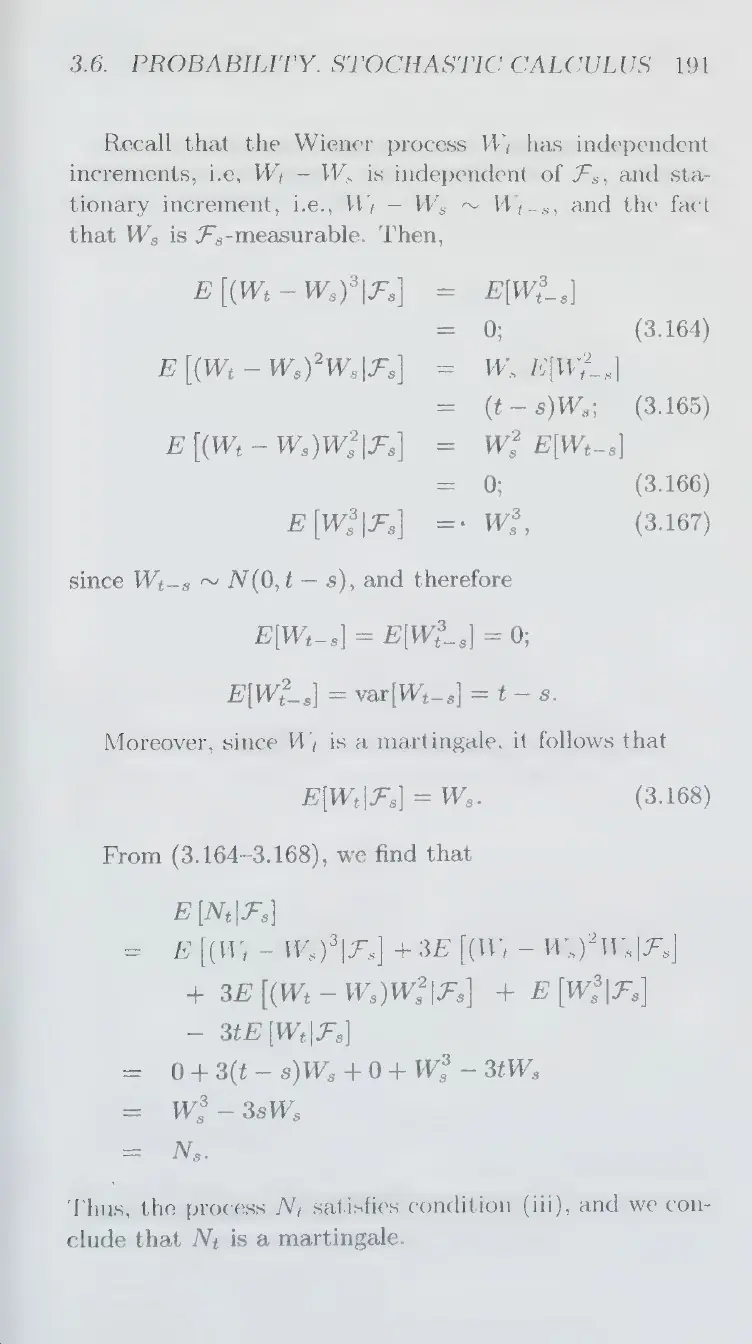 3.6. PROBABILITY. STOCHASTIC CALCULUS 191
Recall that the Wiener process W_t has independent
increments, i.e, W_t − W_s is independent of ℱ_s, and sta-
tionary increment, i.e., W_t − W_s ∼ W_{t−s}, and the fact
that W_s is ℱ_s-measurable. Then,
E [(W_t − W_s)^3|ℱ_s] = E[W_{t−s}^3]
= 0; (3.164)
E [(W_t − W_s)^2 W_s|ℱ_s] = W_s E[W_{t−s}^2]
= (t − s)W_s; (3.165)
E [(W_t − W_s)W_s^2|ℱ_s] = W_s^2 E[W_{t−s}]
= 0; (3.166)
E [W_s^3|ℱ_s] = W_s^3, (3.167)
since W_{t−s} ∼ N(0, t − s), and therefore
E[W_{t−s}] = E[W_{t−s}^3] = 0;
E[W_{t−s}^2] = var[W_{t−s}] = t − s.
Moreover, since W_t is a martingale, it follows that
E[W_t|ℱ_s] = W_s. (3.168)
From (3.164–3.168), we find that
E [N_t|ℱ_s]
= E [(W_t − W_s)^3|ℱ_s] + 3E [(W_t − W_s)^2 W_s|ℱ_s]
+ 3E [(W_t − W_s)W_s^2|ℱ_s] + E [W_s^3|ℱ_s]
− 3tE [W_t|ℱ_s]
= 0 + 3(t − s)W_s + 0 + W_s^3 − 3tW_s
= W_s^3 − 3sW_s
= N_s.
Thus, the process N_t satisfies condition (iii), and we con-
clude that N_t is a martingale.